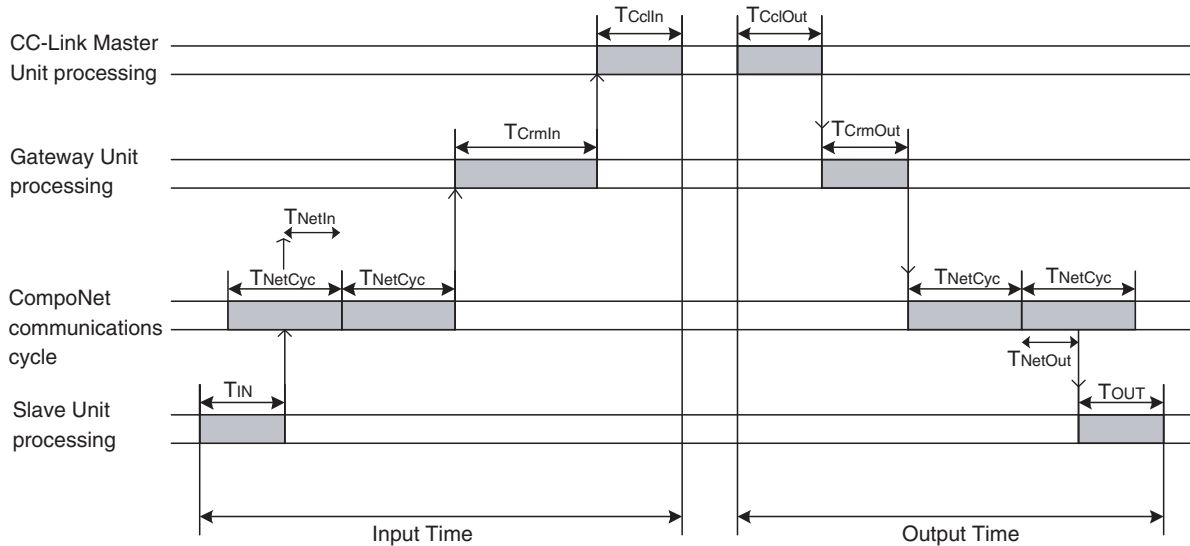 TCclIn
TCclOut
CC-Link Master
Unit processing
TCrmIn
TCrmOut
Gateway Unit
processing
TNetIn
TNetCyc
TNetCyc
TNetCyc
TNetCyc
CompoNet
communications
cycle
TNetOut
TIN
TOUT
Slave Unit
processing
Input Time
Output Time